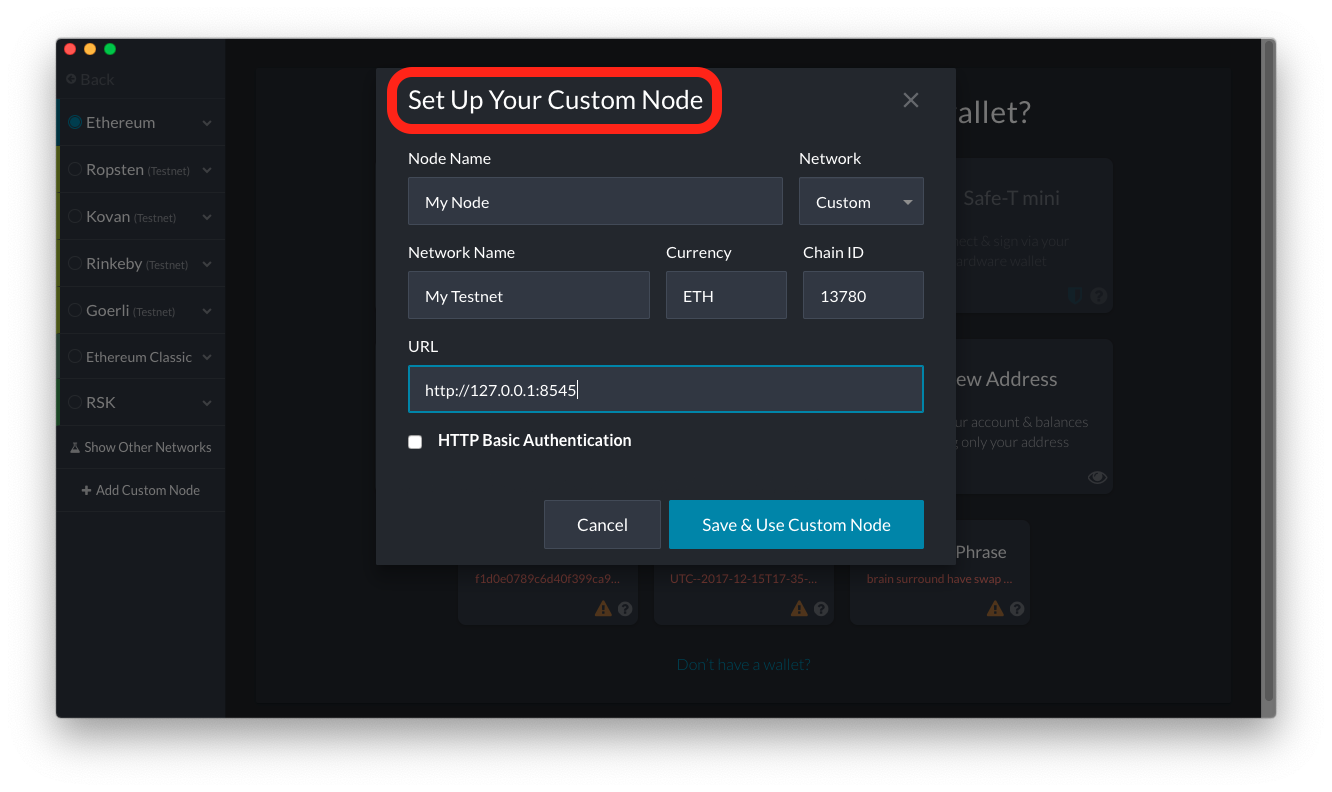 Back
Ethereum
Ropsten (Testnet)
Kovan (Testnet)
Rinkeby (Testnet)
Goerli (Testnet)
Ethereum Classic
RSK
Show Other Networks
Add Custom Node
Set Up Your Custom Node
Node Name
Network
My Node
Custom
Network Name
Currency
Chain ID
My Testnet
ETH
13780
URL
http://127.0.0.1:8545
HTTP Basic Authentication
Cancel
Save & Use Custom Node
allet?
Safe-T mini
ect & sign via your
ardware wallet
ew Address
ur account & balances
g only your address
Phrase
f1d0e0789c6d40f399ca9...
UTC--2017-12-15T17-35-...
brain surround have swap ...
Don't have a wallet?